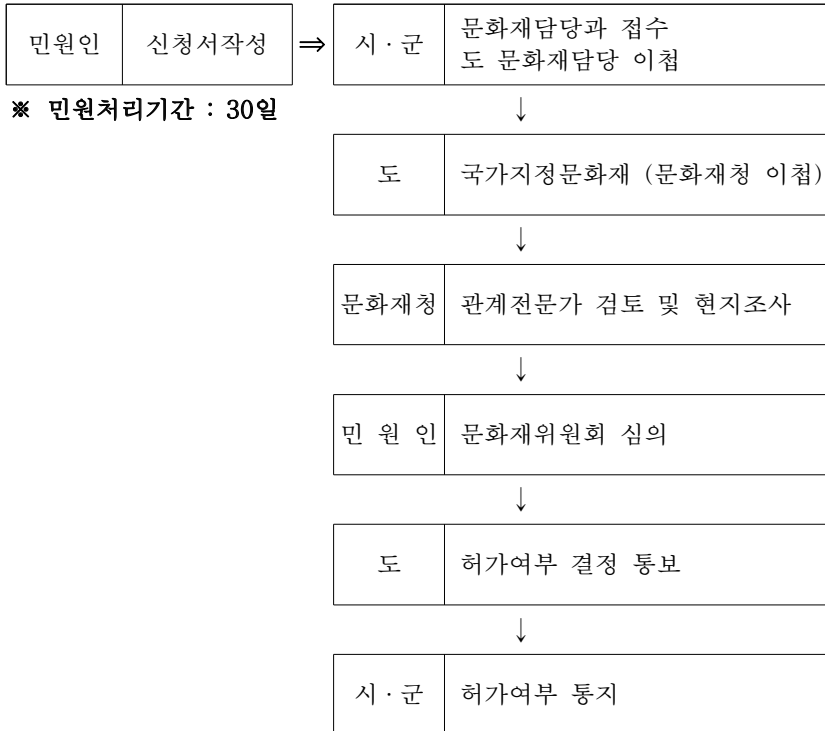 민원인 신청서작성 ⇒ 시 · 군 문화재담당과 접수
도 문화재담당 이첩
※ 민원처리기간 : 30일
↓
도 국가지정문화재 (문화재청 이첩)
↓
문화재청 관계전문가 검토 및 현지조사
↓
민 원 인 문화재위원회 심의
↓
도 허가여부 결정 통보
↓
시 · 군 허가여부 통지